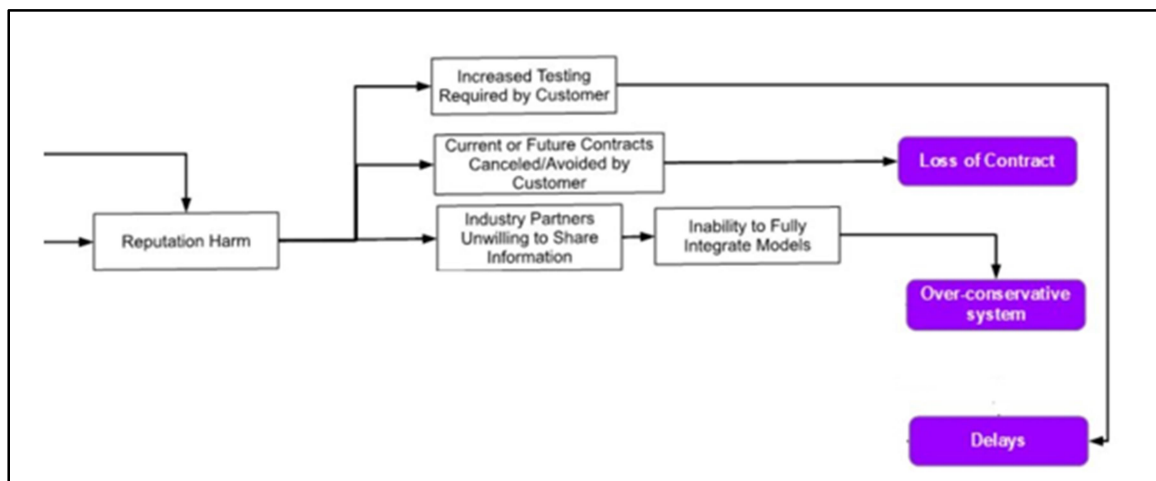 Increased Testing
Required by Customer
Current or Future Contracts
Canceled/Avoided by
Customer
Loss of Contract
Reputation Harm
Industry Partners
Unwilling to Share
Information
Inability to Fully
Integrate Models
Over-conservative
system
Delays